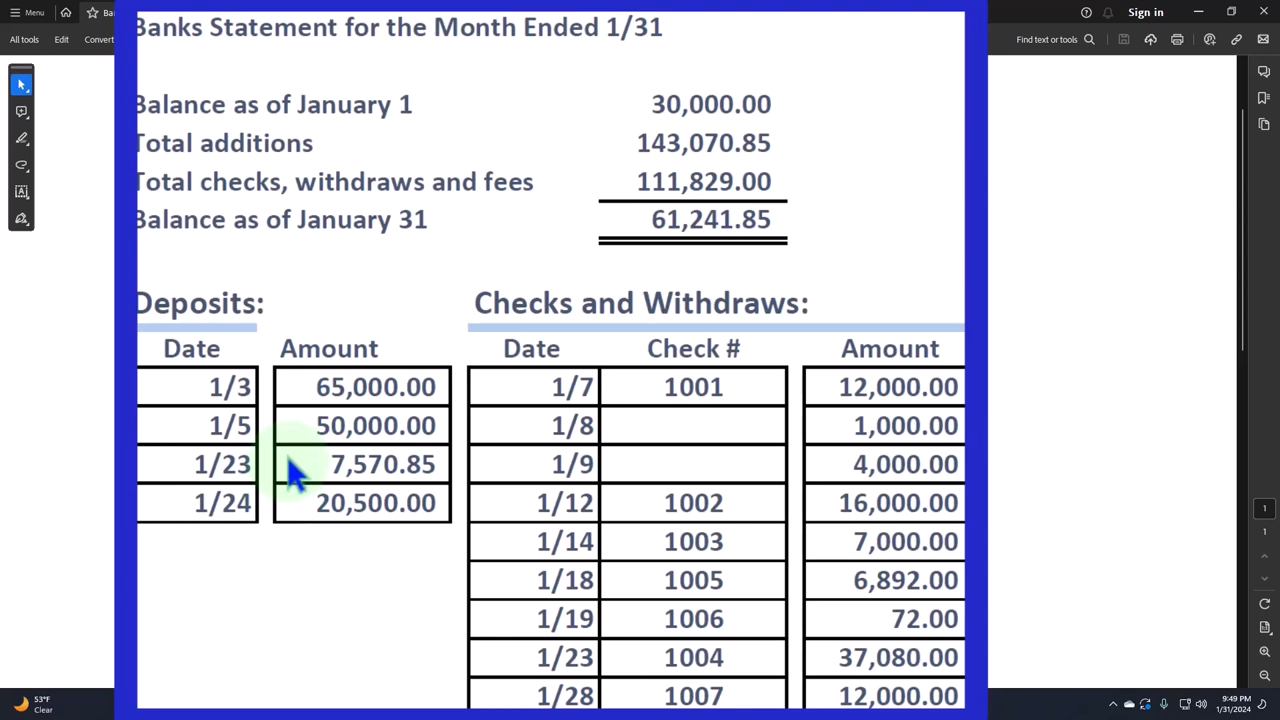 Menu Ba Sign in
All tools Edit Convert Find text or tools
Banks Statement for the Month Ended 1/31
Balance as of January 1 30,000.00
Total additions 143,070.85
Total checks, withdraws and fees 111,829.00
Balance as of January 31 61,241.85
Deposits: Checks and Withdraws:
Date Amount Date Check # Amount
1/3 65,000.00 1/7 1001 12,000.00
1/5 50,000.00 1/8 1,000.00
1/23 7,570.85 1/9 4,000.00
1/24 20,500.00 1/12 1002 16,000.00
1/14 1003 7,000.00
1/18 1005 6,892.00
1/19 1006 72.00
1/23 1004 37,080.00
1/28 1007 12,000.00
1
1
53°F
Clear
9:49 PM
1/31/2024